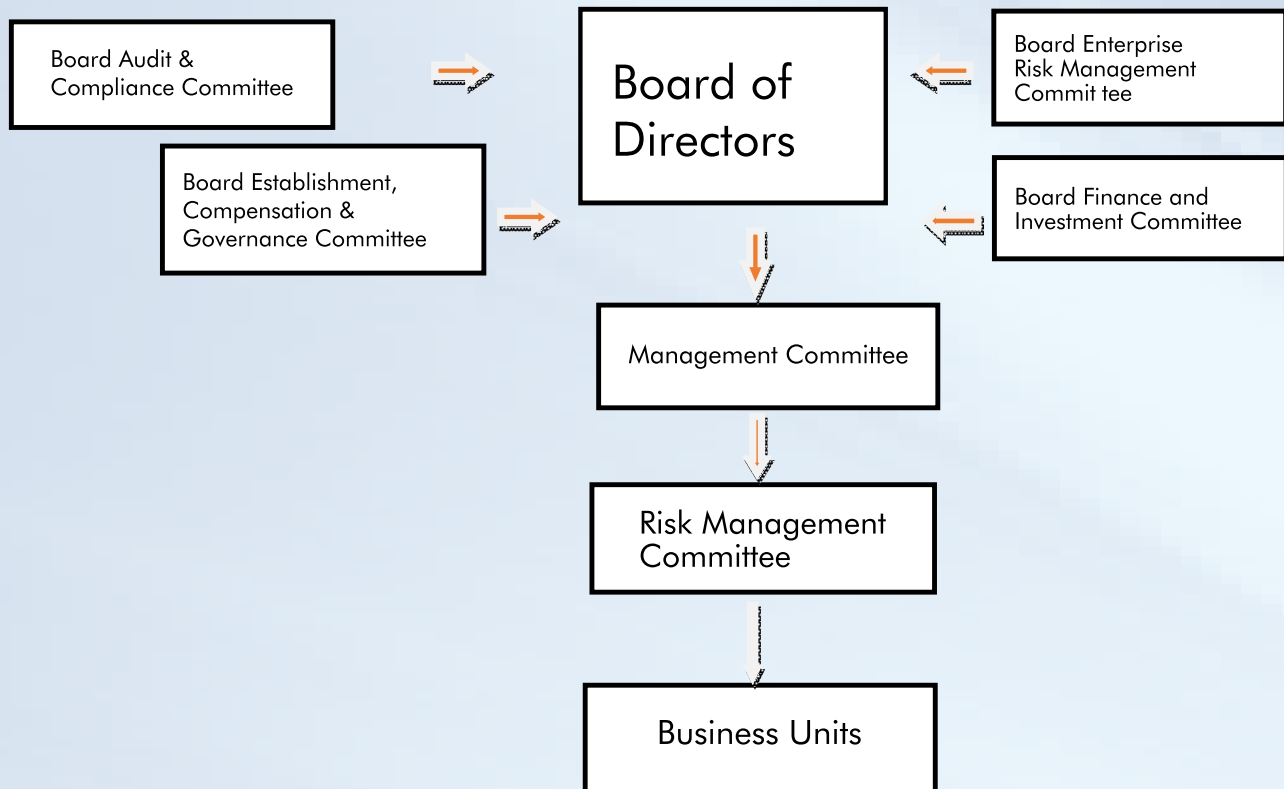 Board Audit &
Compliance Committee
Board of
Directors
Board Enterprise
Risk Management
Commit tee
Board Establishment,
Compensation &
Governance Committee
Board Finance and
Investment Committee
Management Committee
Risk Management
Committee
Business Units